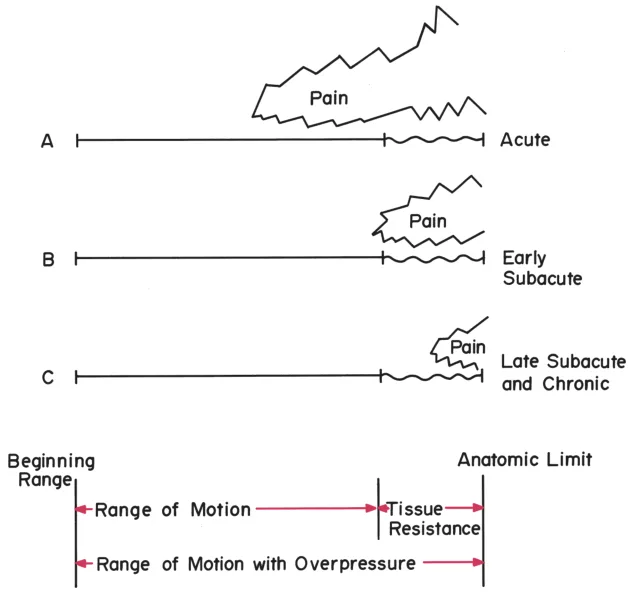 Pain
A
Acute
Pain
B
Early
Subacute
Pain
C
Late Subacute
and Chronic
Beginning
Range
Anatomic Limit
Range of Motion
Tissue
Resistance
Range of Motion with Overpressure